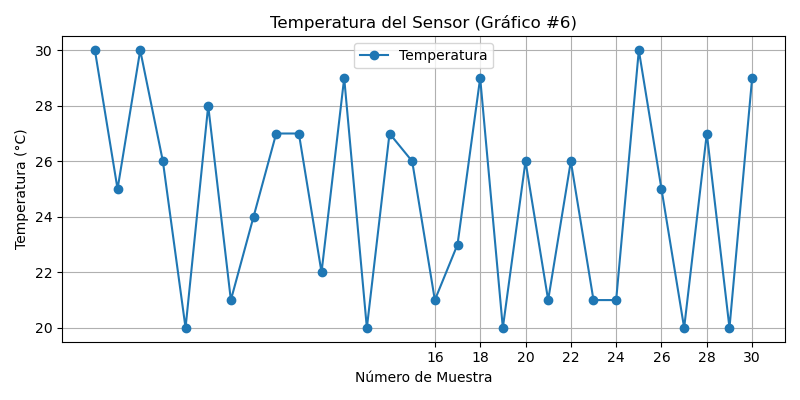 Temperatura del Sensor (Gráfico #6)
Temperatura
30
28
26
24
22
20
Temperatura (°C)
16 18 20 22 24 26 28 30
Número de Muestra